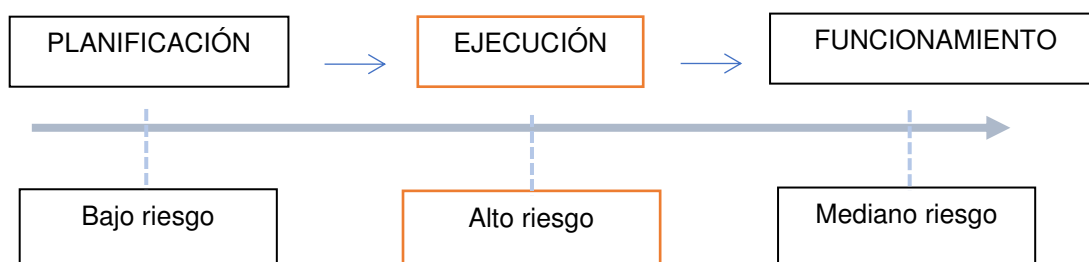 PLANIFICACIÓN
EJECUCIÓN
FUNCIONAMIENTO
Bajo riesgo
Alto riesgo
Mediano riesgo